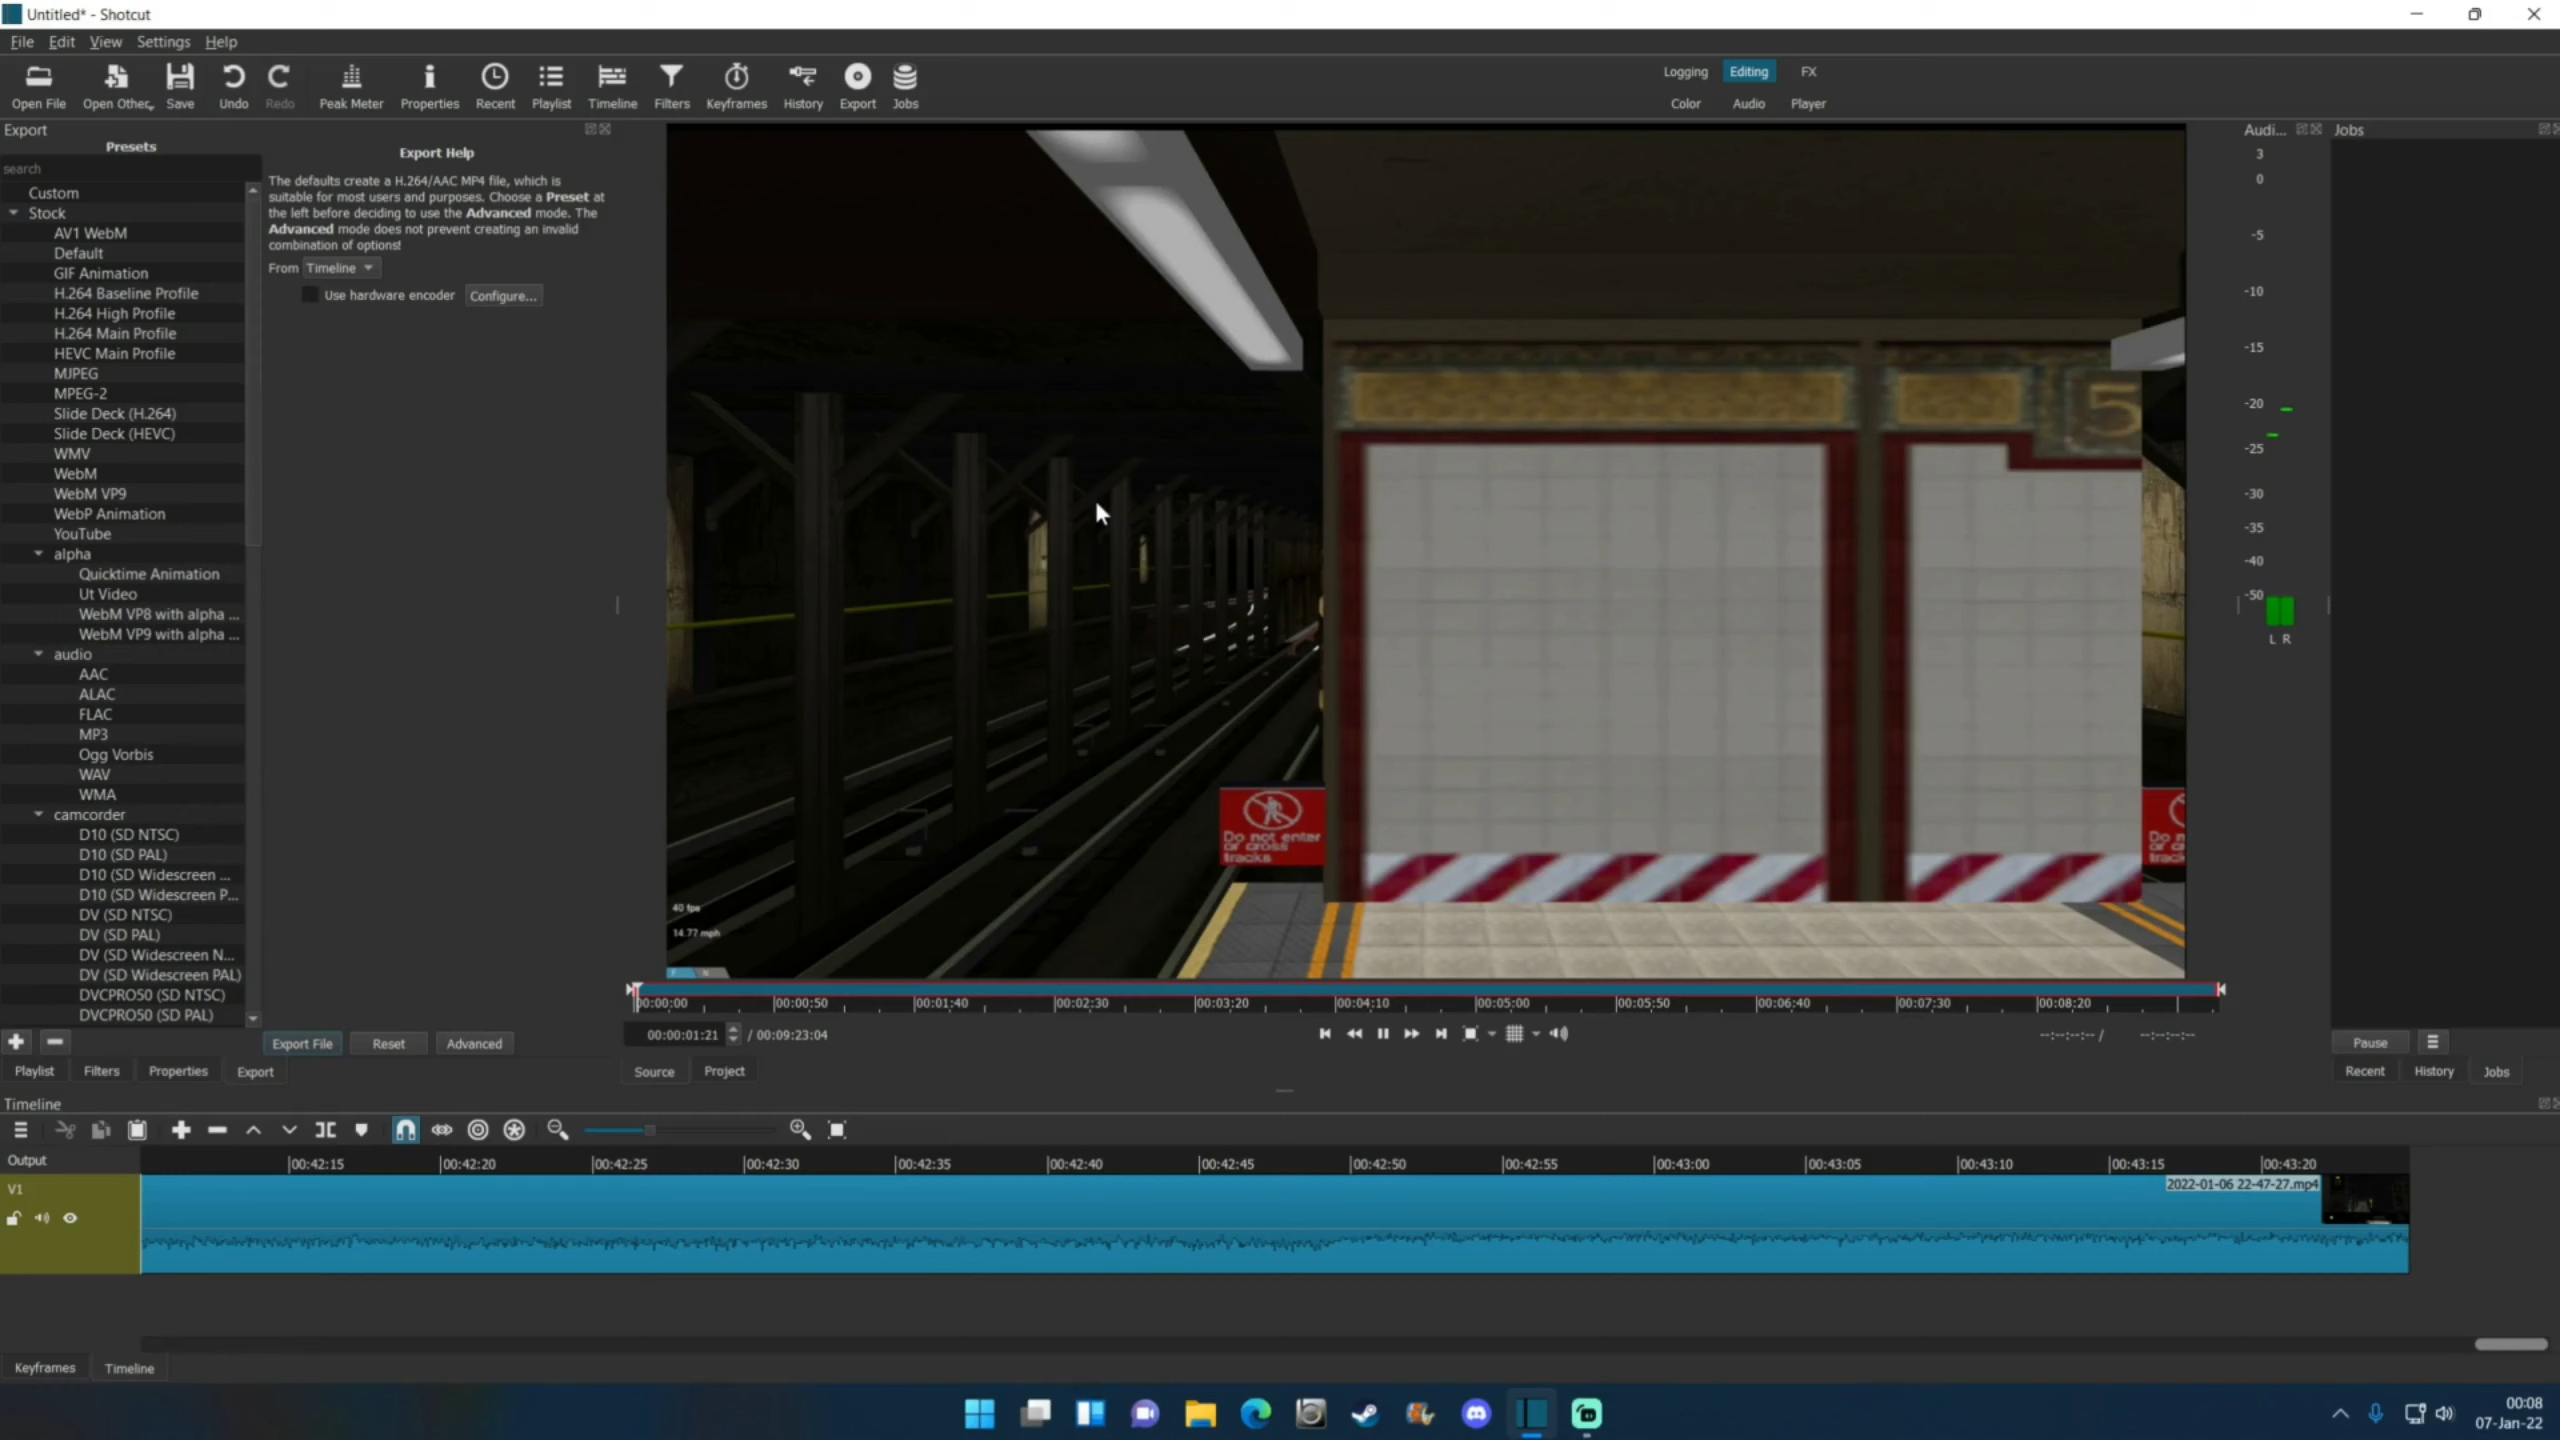 Untitled* - Shotcut
File Edit View Settings Help
Open File Open Other Save Undo Redo Peak Meter Properties Recent Playlist Timeline Filters Keyframes History Export Jobs
Logging Editing FX
Color Audio Player
Export
Presets
search
Custom
Stock
AV1 WebM
Default
GIF Animation
H.264 Baseline Profile
H.264 High Profile
H.264 Main Profile
HEVC Main Profile
MJPEG
MPEG-2
Slide Deck (H.264)
Slide Deck (HEVC)
WMV
WebM
WebM VP9
WebP Animation
YouTube
alpha
Quicktime Animation
Ut Video
WebM VP8 with alpha ...
WebM VP9 with alpha ...
audio
AAC
ALAC
FLAC
MP3
Ogg Vorbis
WAV
WMA
camcorder
D10 (SD NTSC)
D10 (SD PAL)
D10 (SD Widescreen ...
D10 (SD Widescreen P...
DV (SD NTSC)
DV (SD PAL)
DV (SD Widescreen N...
DV (SD Widescreen PAL)
DVCPRO50 (SD NTSC)
DVCPRO50 (SD PAL)
Export Help
The defaults create a H.264/AAC MP4 file, which is
suitable for most users and purposes. Choose a Preset at
the left before deciding to use the Advanced mode. The
Advanced mode does not prevent creating an invalid
combination of options!
From Timeline
Use hardware encoder Configure...
Export File Reset Advanced
Playlist Filters Properties Export
5
Do not enter
or cross
tracks
40 fps
14.77 mph
F N
00:00:00 00:00:50 00:01:40 00:02:30 00:03:20 00:04:10 00:05:00 00:05:50 00:06:40 00:07:30 00:08:20
00:00:01:21 / 00:09:23:04
--:--:--:-- / --:--:--:--
Source Project
Audi...
3
0
-5
-10
-15
-20
-25
-30
-35
-40
-50
L R
Jobs
Pause
Recent History Jobs
Timeline
Output
00:42:15 00:42:20 00:42:25 00:42:30 00:42:35 00:42:40 00:42:45 00:42:50 00:42:55 00:43:00 00:43:05 00:43:10 00:43:15 00:43:20
V1
2022-01-06 22-47-27.mp4
Keyframes Timeline
00:08
07-Jan-22